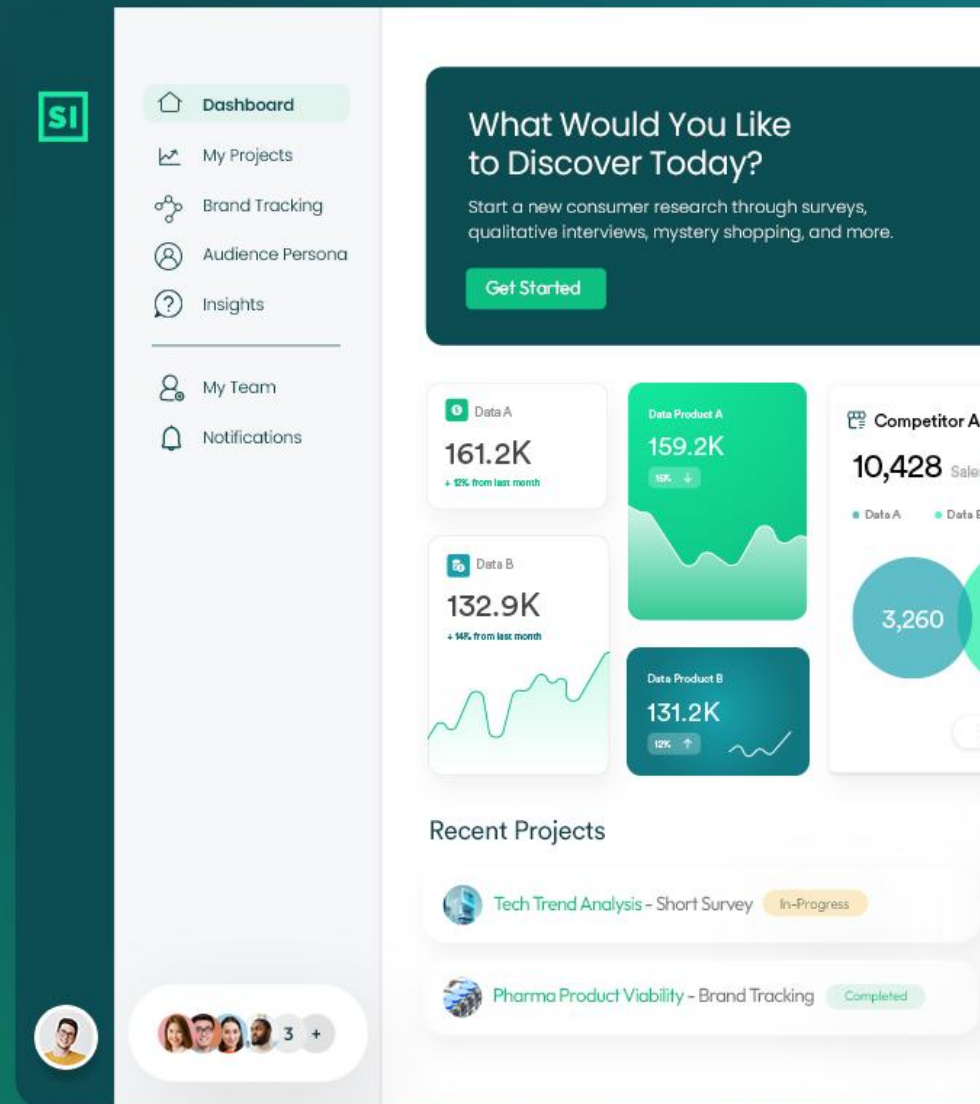 SI
Dashboard
My Projects
Brand Tracking
Audience Persona
Insights
My Team
Notifications
3 +
What Would You Like
to Discover Today?
Start a new consumer research through surveys,
qualitative interviews, mystery shopping, and more.
Get Started
Data A
161.2K
+ 12% from last month
Data B
132.9K
+ 14% from last month
Data Product A
159.2K
15% ↓
Data Product B
131.2K
12% ↑
Competitor A
10,428 Sales
Data A
Data B
3,260
Recent Projects
Tech Trend Analysis - Short Survey In-Progress
Pharma Product Viability - Brand Tracking Completed